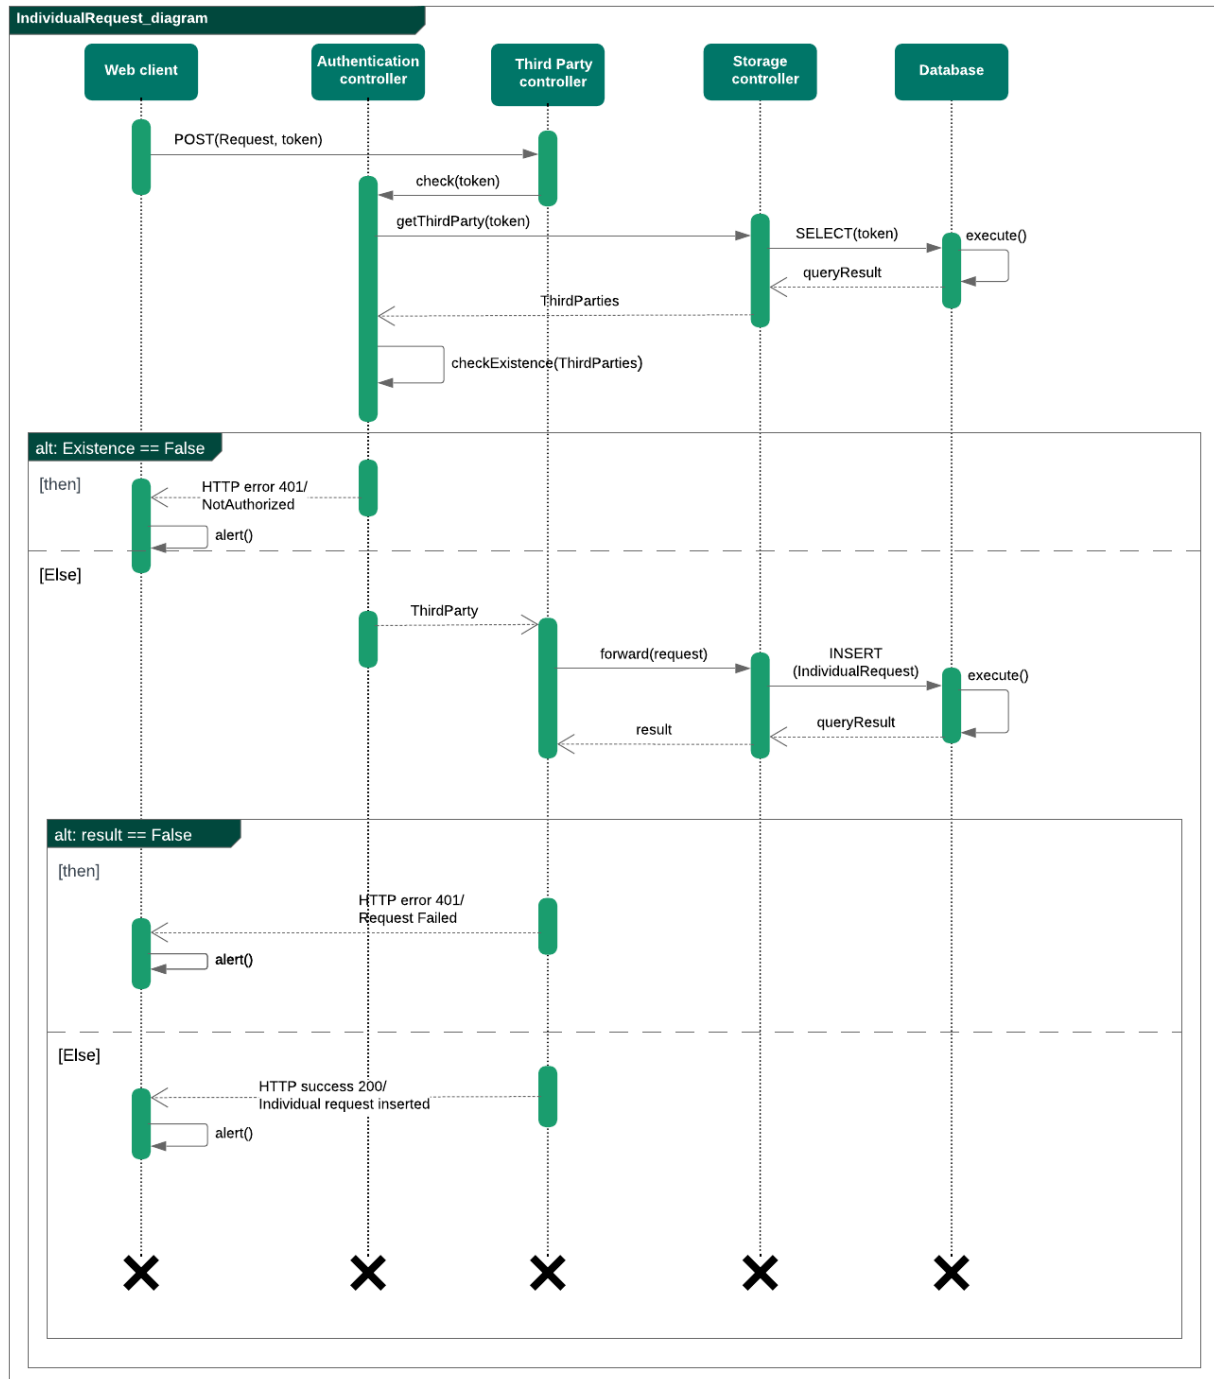 IndividualRequest_diagram
Web client
Authentication
controller
Third Party
controller
Storage
controller
Database
POST(Request, token)
check(token)
getThirdParty(token)
SELECT(token)
execute()
queryResult
ThirdParties
checkExistence(ThirdParties)
alt: Existence == False
[then]
HTTP error 401/
NotAuthorized
alert()
[Else]
ThirdParty
forward(request)
INSERT
(IndividualRequest)
execute()
queryResult
result
alt: result == False
[then]
HTTP error 401/
Request Failed
alert()
[Else]
HTTP success 200/
Individual request inserted
alert()